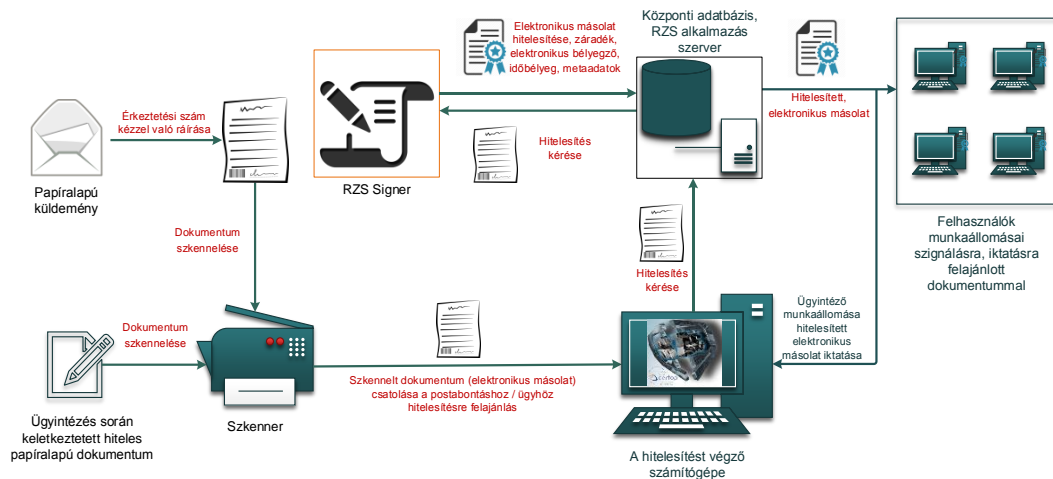 Elektronikus másolat
hitelesítése, záradék,
elektronikus bélyegző,
időbélyeg, metaadatok
Központi adatbázis,
RZS alkalmazás
szerver
Érkeztetési szám
kézzel való ráírása
Hitelesítés
kérése
Hitelesített,
elektronikus másolat
Papíralapú
küldemény
RZS Signer
Felhasználók
munkaállomásai
szignálásra, iktatásra
felajánlott
dokumentummal
Dokumentum
szkennelése
Hitelesítés
kérése
Ügyintéző
munkaállomása
hitelesített
elektronikus
másolat iktatása
Dokumentum
szkennelése
Szkennelt dokumentum (elektronikus másolat)
csatolása a postabontáshoz / ügyhöz
hitelesítésre felajánlás
Ügyintézés során
keletkeztetett hiteles
papíralapú dokumentum
Szkenner
A hitelesítést végző
számítógépe